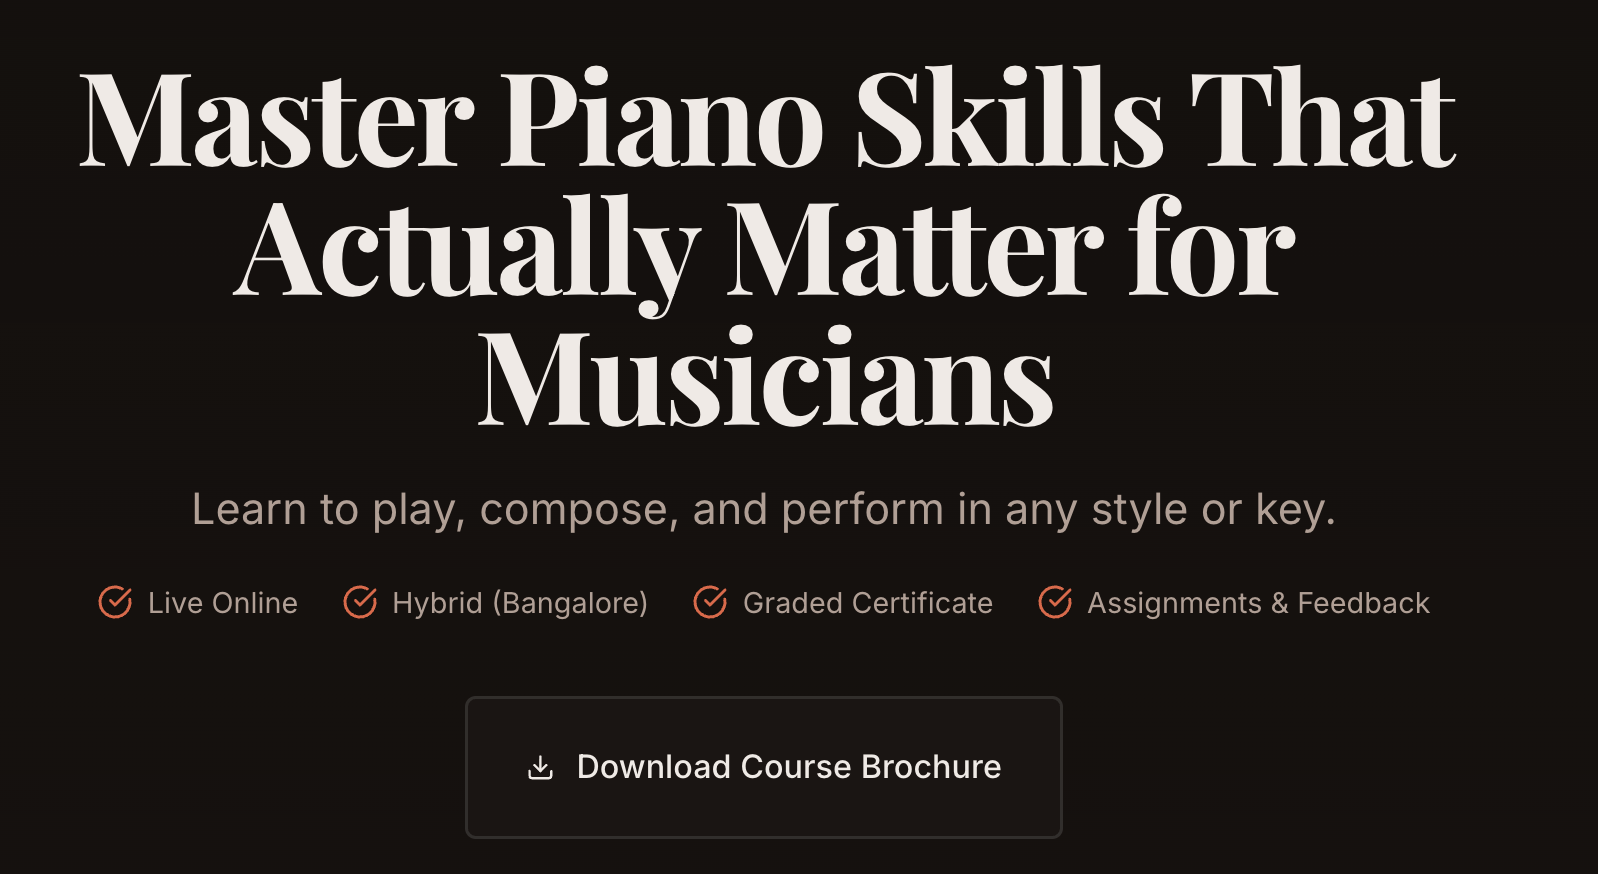 Master Piano Skills That
Actually Matter for
Musicians
Learn to play, compose, and perform in any style or key.
Live Online
Hybrid (Bangalore)
Graded Certificate
Assignments & Feedback
Download Course Brochure